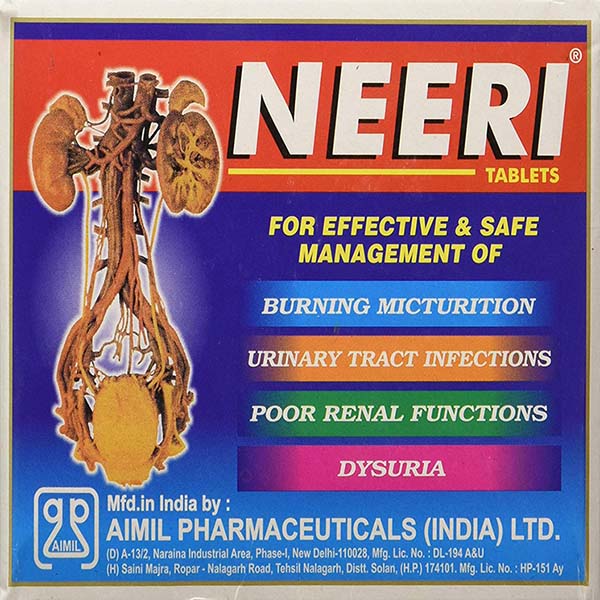 NEERI®
TABLETS
FOR EFFECTIVE & SAFE
MANAGEMENT OF
BURNING MICTURITION
URINARY TRACT INFECTIONS
POOR RENAL FUNCTIONS
DYSURIA
AIMIL
Mfd.in India by :
AIMIL PHARMACEUTICALS (INDIA) LTD.
(D) A-13/2, Naraina Industrial Area, Phase-I, New Delhi-110028, Mfg. Lic. No. : DL-194 A&U
(H) Saini Majra, Ropar - Nalagarh Road, Tehsil Nalagarh, Distt. Solan, (H.P.) 174101. Mfg. Lic. No. : HP-151 Ay